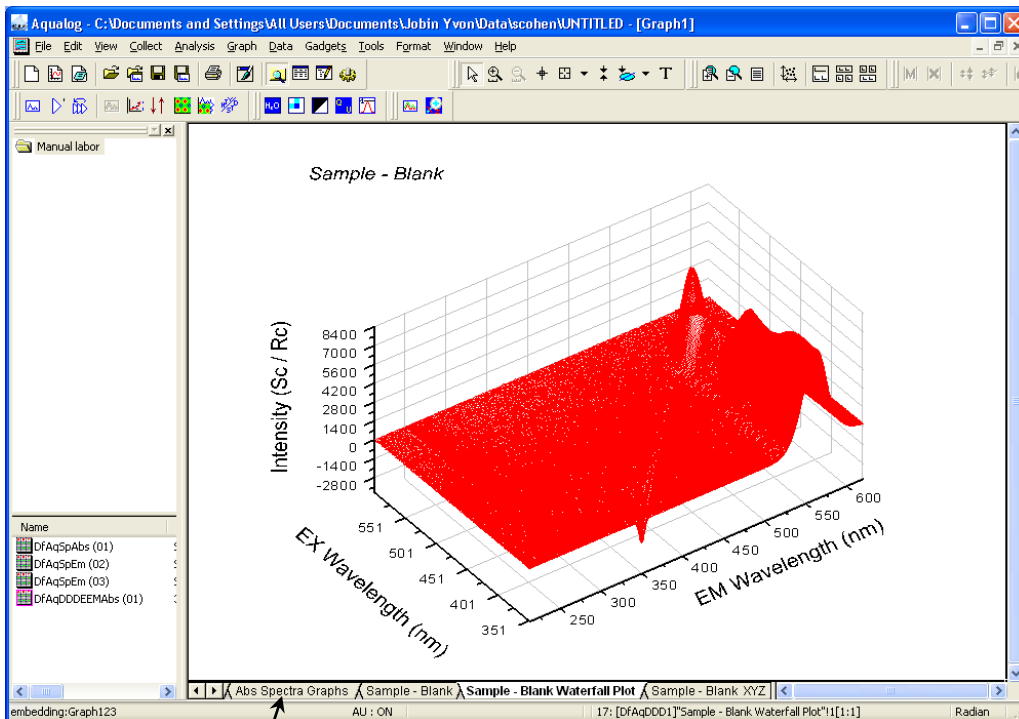 Aqualog - C:\Documents and Settings\All Users\Documents\Jobin Yvon\Data\scohen\UNTITLED - [Graph1]
File Edit View Collect Analysis Graph Data Gadgets Tools Format Window Help
T
H₂O
Manual labor
Sample - Blank
Intensity (Sc / Rc)
8400
7000
5600
4200
2800
1400
0
-1400
-2800
EX Wavelength (nm)
551
501
451
401
351
EM Wavelength (nm)
250
300
350
400
450
500
550
600
Name
DfAqSpAbs (01)
DfAqSpEm (02)
DfAqSpEm (03)
DfAqDDDEEMAbs (01)
Abs Spectra Graphs Sample - Blank Sample - Blank Waterfall Plot Sample - Blank XYZ
embedding:Graph123 AU : ON 17: [DfAqDDD1]"Sample - Blank Waterfall Plot"!1[1:1] Radian